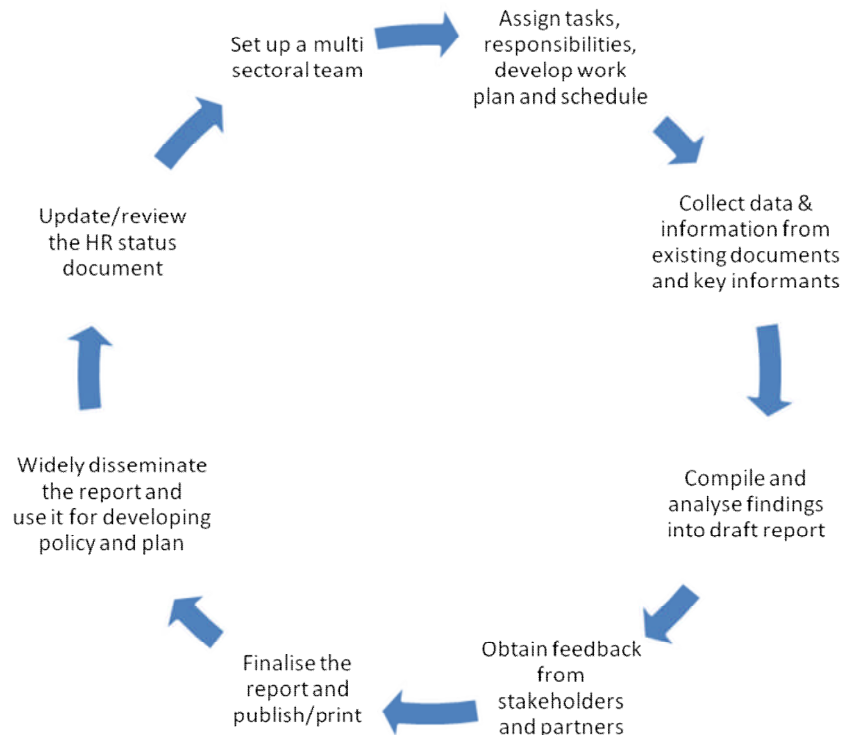 Set up a multi
sectoral team
Assign tasks,
responsibilities,
develop work
plan and schedule
Collect data &
information from
existing documents
and key informants
Compile and
analyse findings
into draft report
Obtain feedback
from
stakeholders
and partners
Finalise the
report and
publish/print
Widely disseminate
the report and
use it for developing
policy and plan
Update/review
the HR status
document